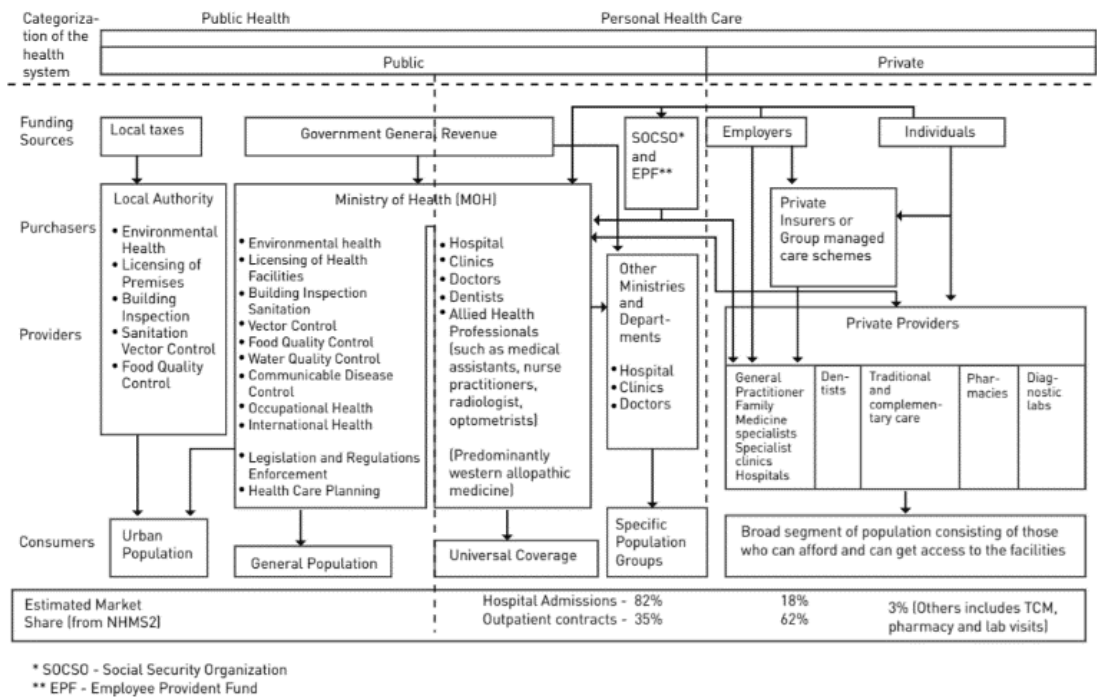 Categoriza-
tion of the
health
system
Public Health
Personal Health Care
Public
Private
Funding
Sources
Local taxes
Government General Revenue
SOCSO*
and
EPF**
Employers
Individuals
Purchasers
Providers
Local Authority
• Environmental
Health
• Licensing of
Premises
• Building
Inspection
• Sanitation
Vector Control
• Food Quality
Control
Ministry of Health (MOH)
• Environmental health
• Licensing of Health
Facilities
• Building Inspection
Sanitation
• Vector Control
• Food Quality Control
• Water Quality Control
• Communicable Disease
Control
• Occupational Health
• International Health
• Legislation and Regulations
Enforcement
• Health Care Planning
• Hospital
• Clinics
• Doctors
• Dentists
• Allied Health
Professionals
(such as medical
assistants, nurse
practitioners,
radiologist,
optometrists)
(Predominantly
western allopathic
medicine)
Other
Ministries
and
Depart-
ments
• Hospital
• Clinics
• Doctors
Private
Insurers or
Group managed
care schemes
Private Providers
General
Practitioner
Family
Medicine
specialists
Specialist
clinics
Hospitals
Den-
tists
Traditional
and
complemen-
tary care
Phar-
macies
Diag-
nostic
labs
Consumers
Urban
Population
General Population
Universal Coverage
Specific
Population
Groups
Broad segment of population consisting of those
who can afford and can get access to the facilities
Estimated Market
Share (from NHMS2)
Hospital Admissions - 82%
18%
Outpatient contracts - 35%
62%
3% (Others includes TCM,
pharmacy and lab visits)
* SOCSO - Social Security Organization
** EPF - Employee Provident Fund